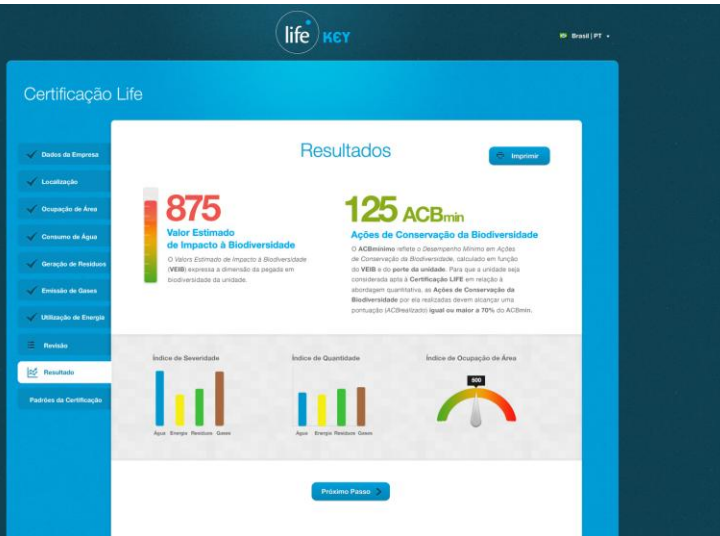 life KEY
Brasil | PT
Certificação Life
Dados da Empresa
Localização
Ocupação de Área
Consumo de Água
Geração de Resíduos
Emissão de Gases
Utilização de Energia
Revisão
Resultado
Padrões da Certificação
Resultados
Imprimir
875
Valor Estimado
de Impacto à Biodiversidade
O Valors Estimado de Impacto à Biodiversidade
(VEIB) expressa a dimensão da pegada em
biodiversidade da unidade.
125 ACBmin
Ações de Conservação da Biodiversidade
O ACBmínimo reflete o Desempenho Mínimo em Ações
de Conservação da Biodiversidade, calculado em função
do VEIB e do porte da unidade. Para que a unidade seja
considerada apta à Certificação LIFE em relação à
abordagem quantitativa, as Ações de Conservação da
Biodiversidade por ela realizadas devem alcançar uma
pontuação (ACBrealizado) igual ou maior a 70% do ACBmin.
Índice de Severidade
Água Energia Resíduos Gases
Índice de Quantidade
Água Energia Resíduos Gases
Índice de Ocupação de Área
500
Próximo Passo